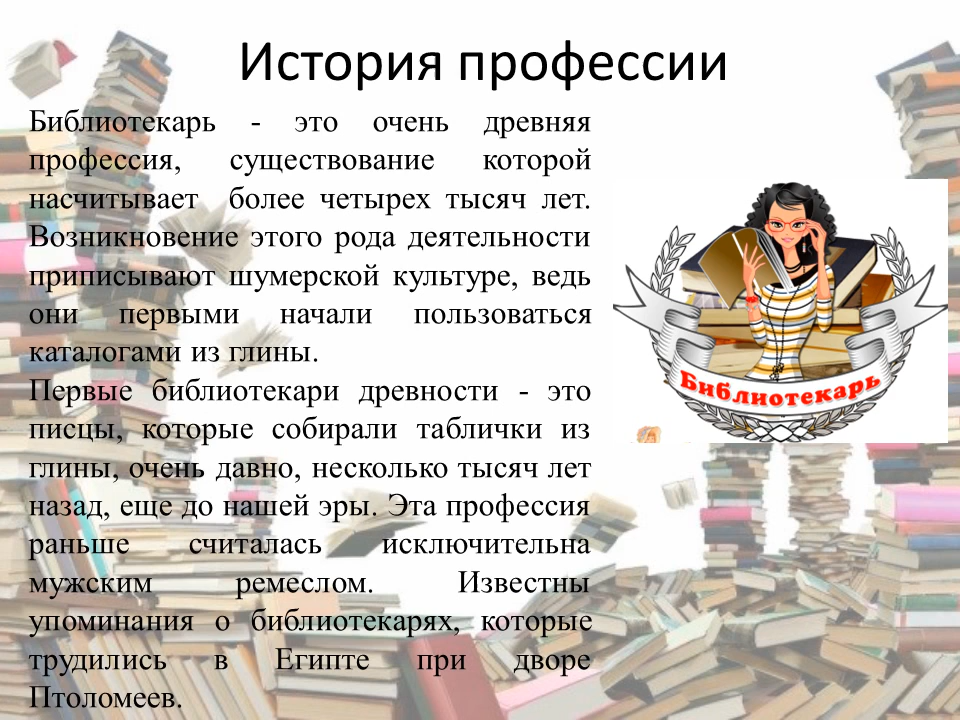 История профессии
Библиотекарь - это очень древняя
профессия, существование которой
насчитывает более четырех тысяч лет.
Возникновение этого рода деятельности
приписывают шумерской культуре, ведь
они первыми начали пользоваться
каталогами из глины.
Первые библиотекари древности - это
писцы, которые собирали таблички из
глины, очень давно, несколько тысяч лет
назад, еще до нашей эры. Эта профессия
раньше считалась исключительна
мужским ремеслом. Известны
упоминания о библиотекарях, которые
трудились в Египте при дворе
Птоломеев.
Библиотекарь